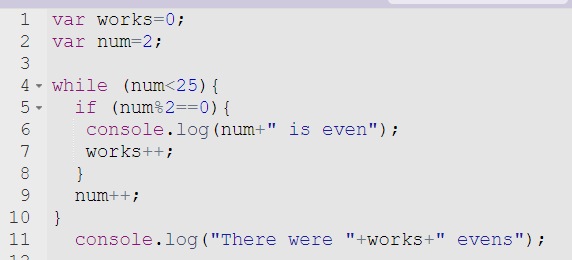 1 var works=0;
2 var num=2;
3
4 while (num<25){
5 if (num%2==0){
6 console.log(num+" is even");
7 works++;
8 }
9 num++;
10 }
11 console.log("There were "+works+" evens");